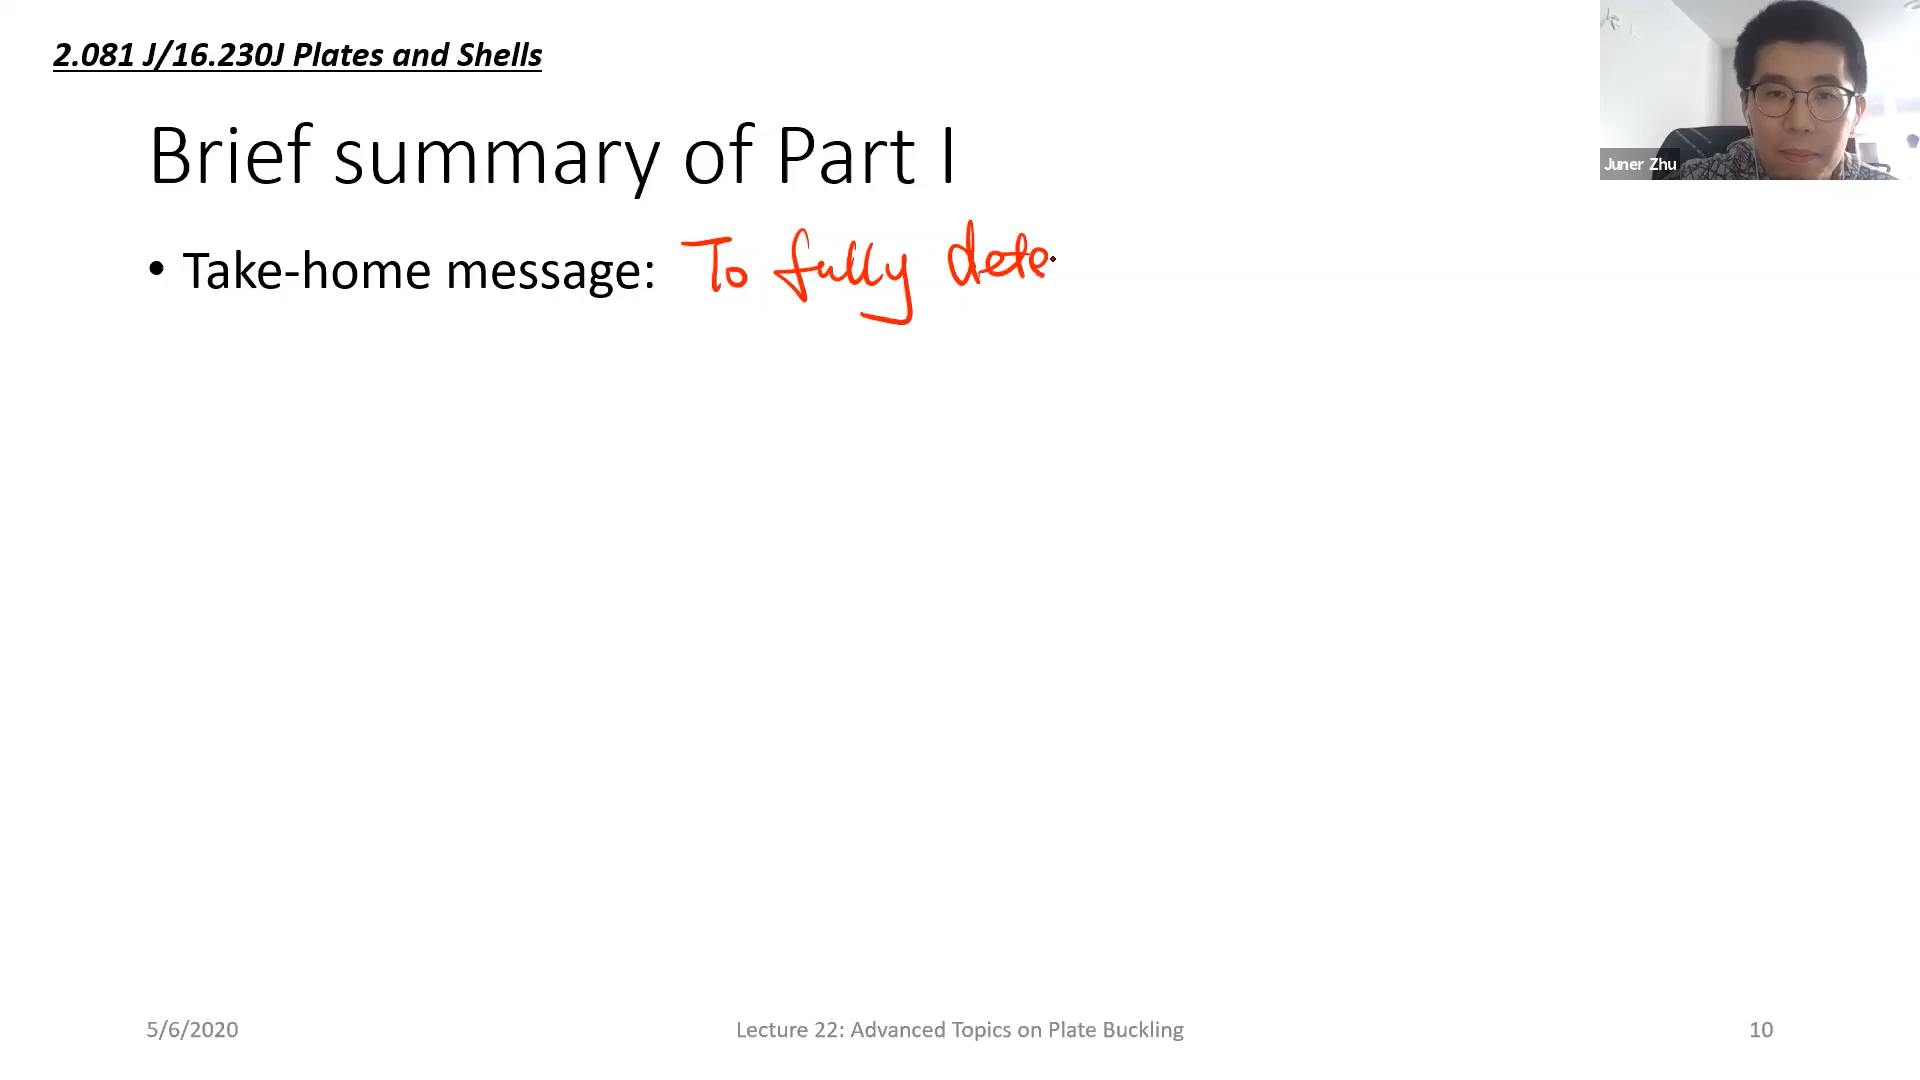 2.081 J/16.230J Plates and Shells
Juner Zhu
Brief summary of Part I
• Take-home message: To fully dete
5/6/2020
Lecture 22: Advanced Topics on Plate Buckling
10